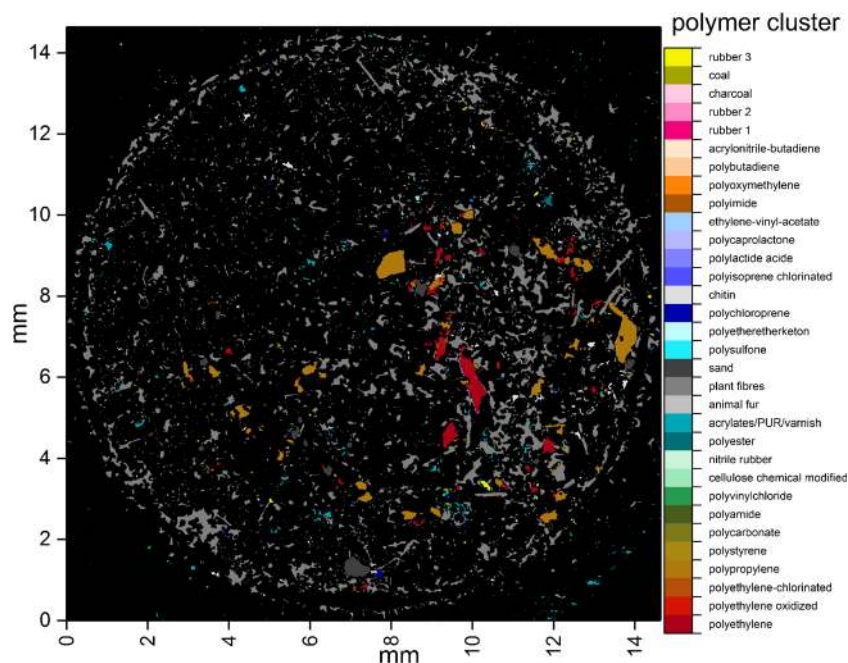 polymer cluster
14
12
10
8
6
4
2
0
mm
0
2
4
6
8
10
12
14
mm
rubber 3
coal
charcoal
rubber 2
rubber 1
acrylonitrile-butadiene
polybutadiene
polyoxymethylene
polyimide
ethylene-vinyl-acetate
polycaprolactone
polylactide acide
polyisoprene chlorinated
chitin
polychloroprene
polyetheretherketon
polysulfone
sand
plant fibres
animal fur
acrylates/PUR/varnish
polyester
nitrile rubber
cellulose chemical modified
polyvinylchloride
polyamide
polycarbonate
polystyrene
polypropylene
polyethylene-chlorinated
polyethylene oxidized
polyethylene